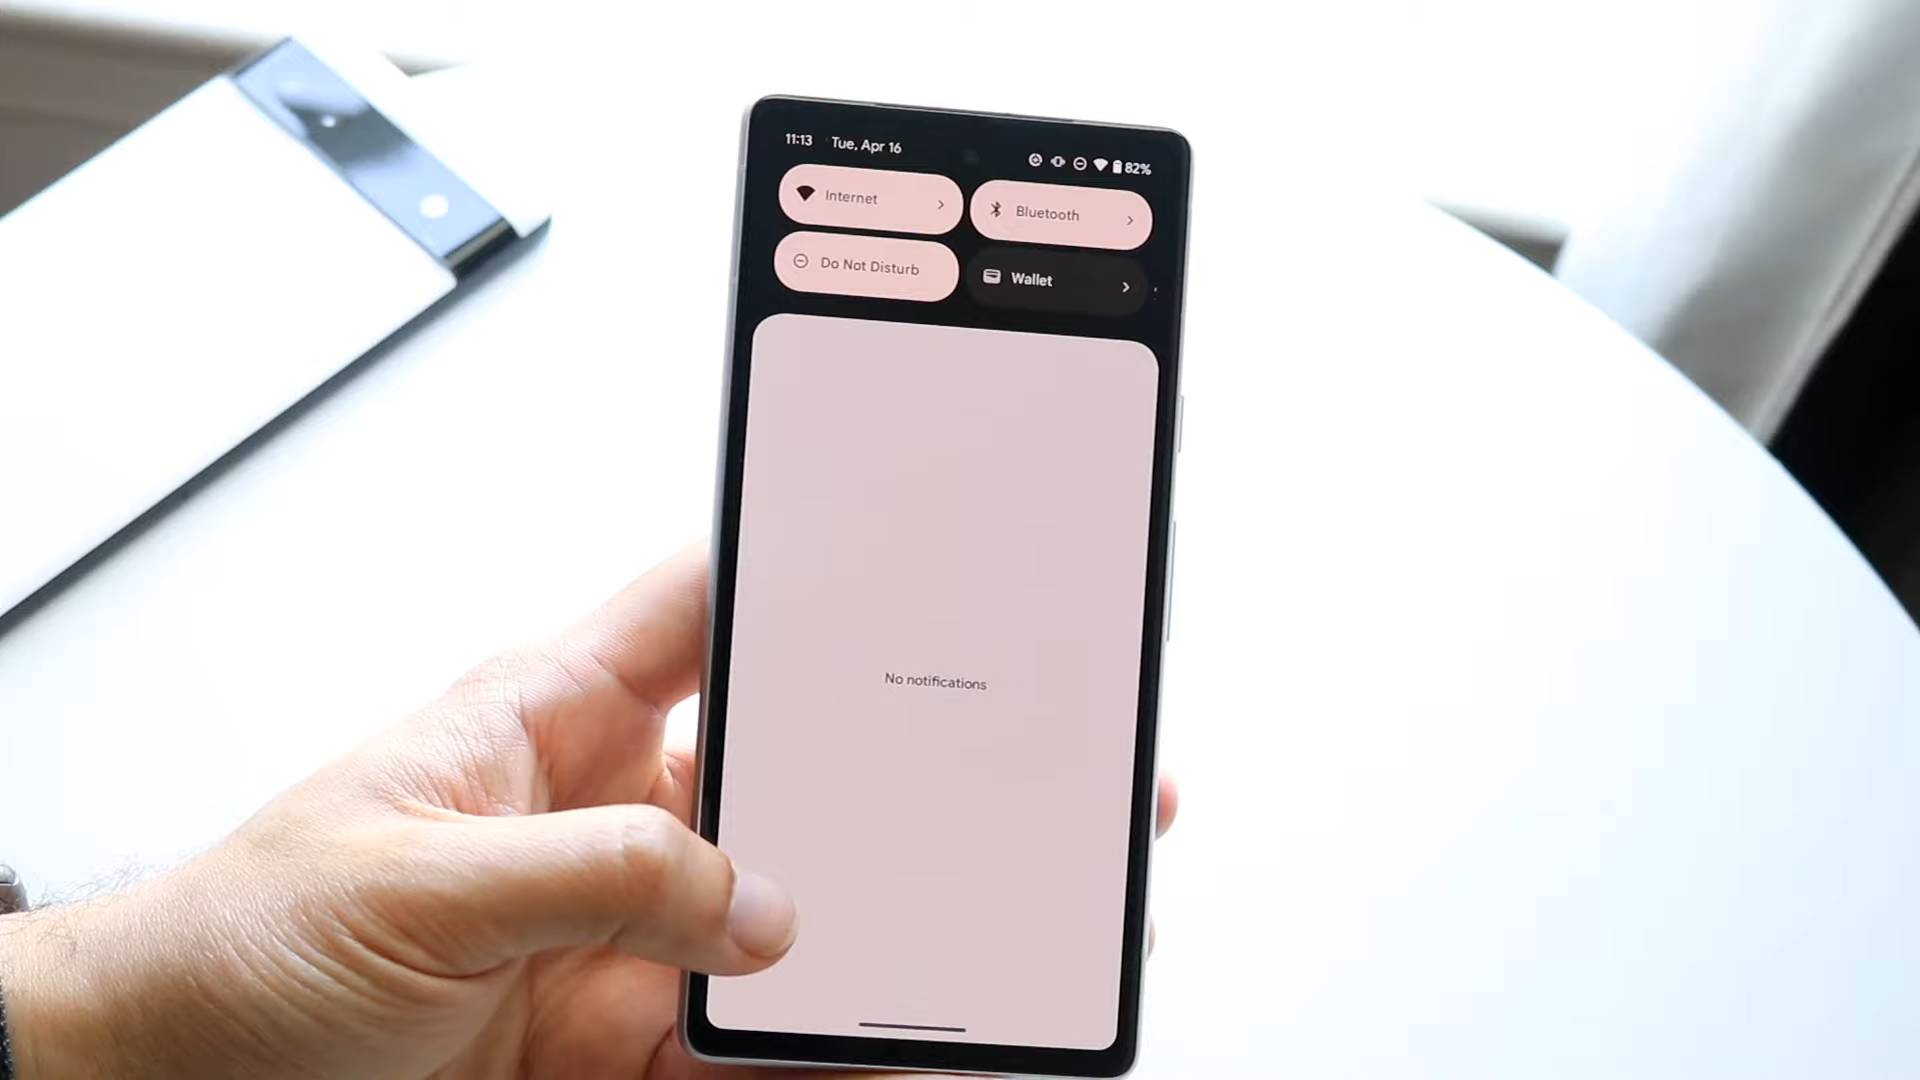 11:13 Tue, Apr 16 82%
Internet Bluetooth
Do Not Disturb Wallet
No notifications